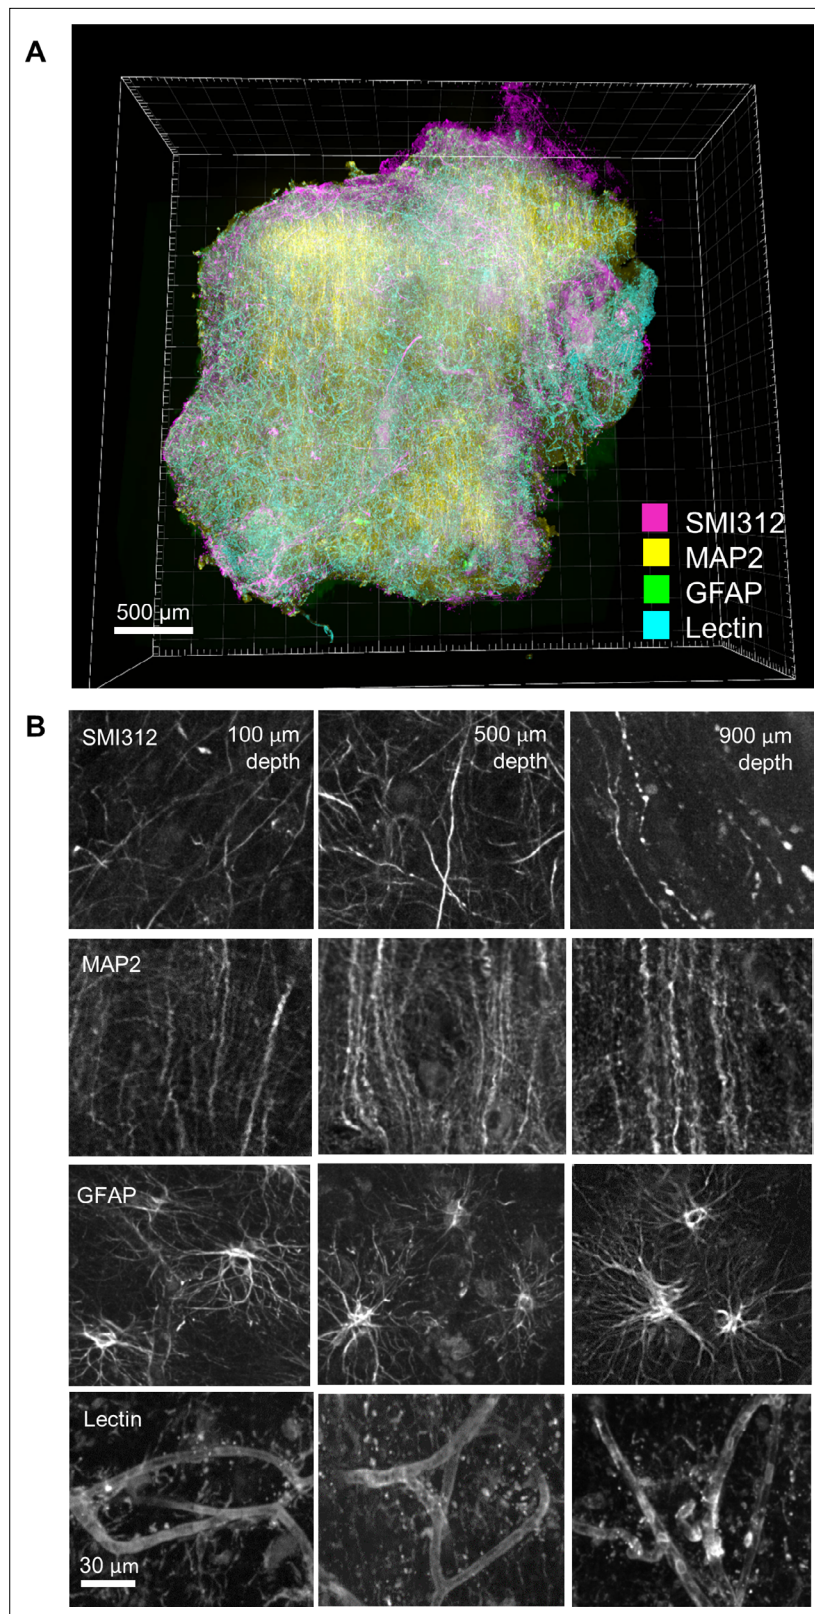 A
SMI312
MAP2
GFAP
Lectin
500 µm
B
SMI312
100 µm
depth
500 µm
depth
900 µm
depth
MAP2
GFAP
Lectin
30 µm